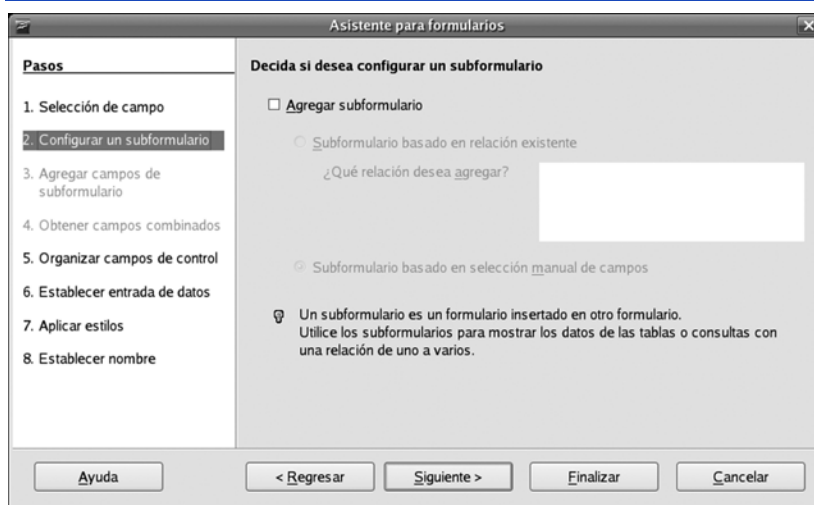 Asistente para formularios
Pasos
1. Selección de campo
2. Configurar un subformulario
3. Agregar campos de
subformulario
4. Obtener campos combinados
5. Organizar campos de control
6. Establecer entrada de datos
7. Aplicar estilos
8. Establecer nombre
Decida si desea configurar un subformulario
Agregar subformulario
Subformulario basado en relación existente
¿Qué relación desea agregar?
Subformulario basado en selección manual de campos
Un subformulario es un formulario insertado en otro formulario.
Utilice los subformularios para mostrar los datos de las tablas o consultas con
una relación de uno a varios.
Ayuda
< Regresar
Siguiente >
Finalizar
Cancelar